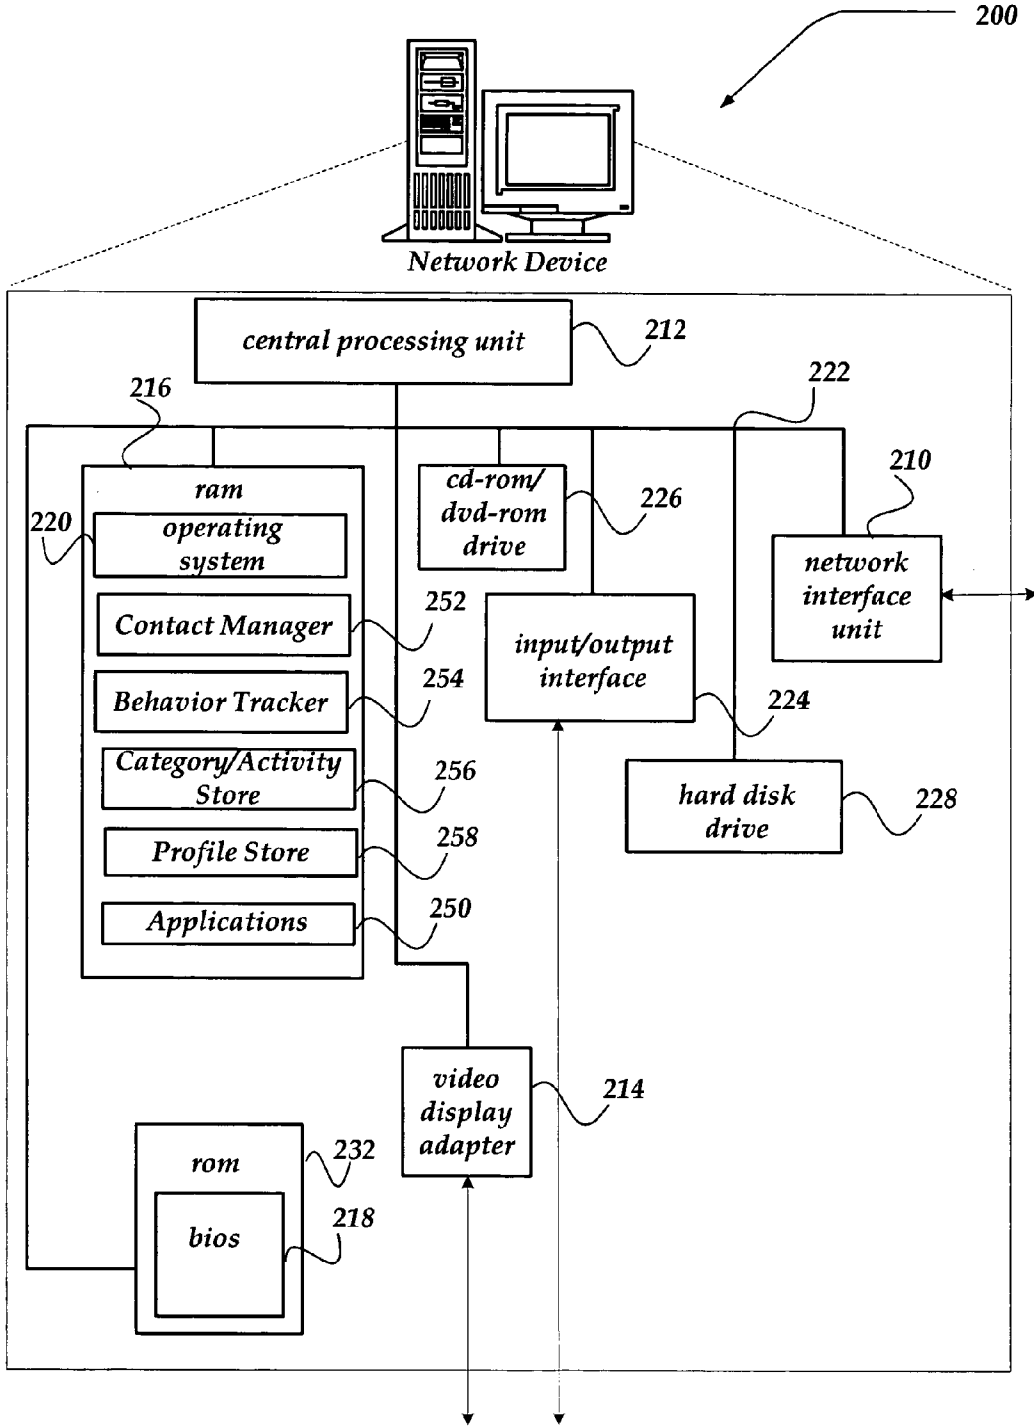 200
Network Device
central processing unit
212
216
222
ram
cd-rom/
dvd-rom
drive
226
210
220
operating
system
network
interface
unit
Contact Manager
252
input/output
interface
224
Behavior Tracker
254
Category/Activity
Store
256
hard disk
drive
228
Profile Store
258
Applications
250
video
display
adapter
214
rom
232
bios
218